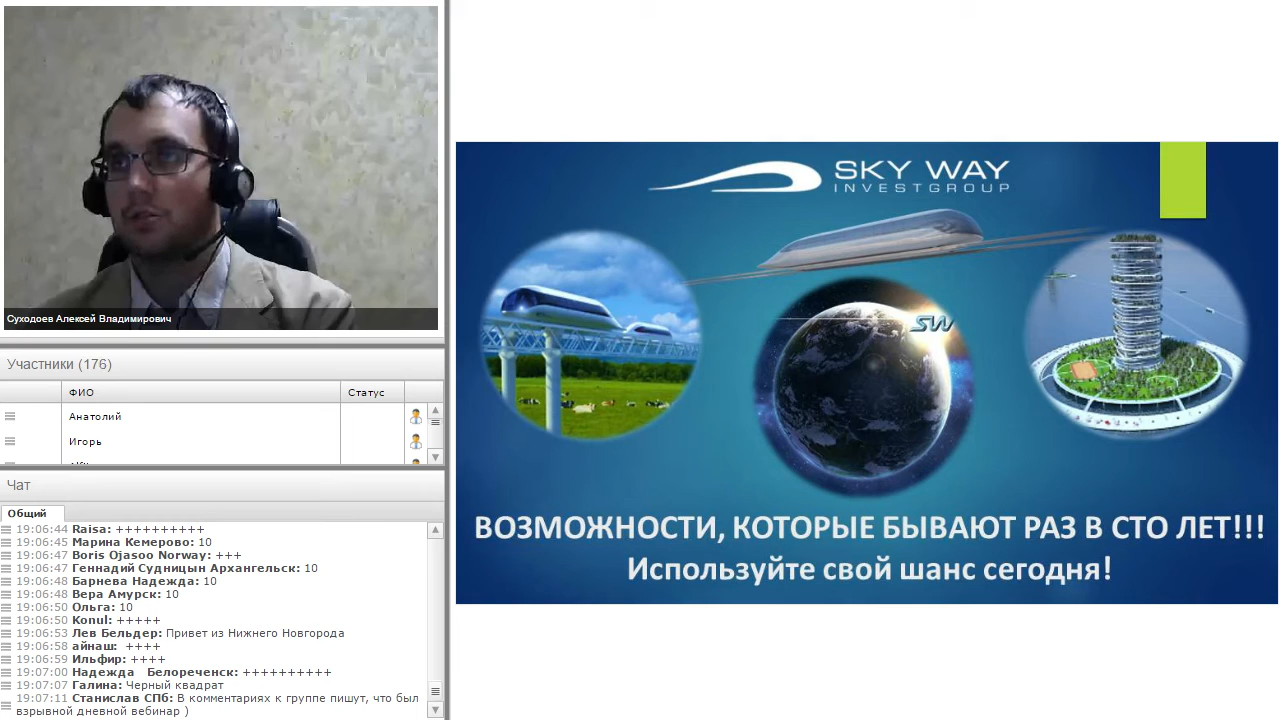 Суходоев Алексей Владимирович
Участники (176)
ФИО Статус
Анатолий
Игорь
Чат
Общий
19:06:44 Raisa: ++++++++++
19:06:45 Марина Кемерово: 10
19:06:47 Boris Ojasoo Norway: +++
19:06:47 Геннадий Судницын Архангельск: 10
19:06:48 Барнева Надежда: 10
19:06:48 Вера Амурск: 10
19:06:50 Ольга: 10
19:06:50 Konul: +++++
19:06:53 Лев Бельдер: Привет из Нижнего Новгорода
19:06:58 айнаш: ++++
19:06:59 Ильфир: ++++
19:07:00 Надежда Белореченск: ++++++++++
19:07:07 Галина: Черный квадрат
19:07:11 Станислав СПб: В комментариях к группе пишут, что был
взрывной дневной вебинар )
SKY WAY
INVESTGROUP
SW
ВОЗМОЖНОСТИ, КОТОРЫЕ БЫВАЮТ РАЗ В СТО ЛЕТ!!!
Используйте свой шанс сегодня!